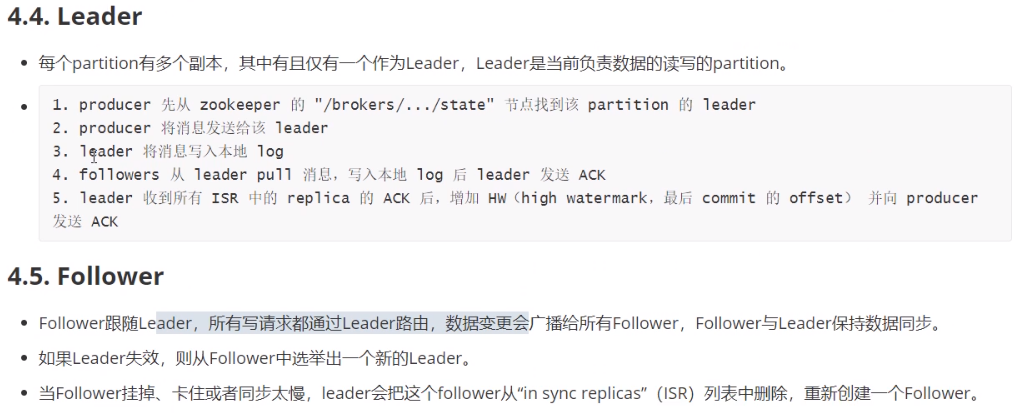 4.4. Leader
每个partition有多个副本，其中有且仅有一个作为Leader，Leader是当前负责数据的读写的partition。
1. producer 先从 zookeeper 的 "/brokers/.../state" 节点找到该 partition 的 leader
2. producer 将消息发送给该 leader
3. leader 将消息写入本地 log
4. followers 从 leader pull 消息，写入本地 log 后 leader 发送 ACK
5. leader 收到所有 ISR 中的 replica 的 ACK 后，增加 HW（high watermark，最后 commit 的 offset） 并向 producer
发送 ACK
4.5. Follower
Follower跟随Leader，所有写请求都通过Leader路由，数据变更会广播给所有Follower，Follower与Leader保持数据同步。
如果Leader失效，则从Follower中选举出一个新的Leader。
当Follower挂掉、卡住或者同步太慢，leader会把这个follower从“in sync replicas”（ISR）列表中删除，重新创建一个Follower。